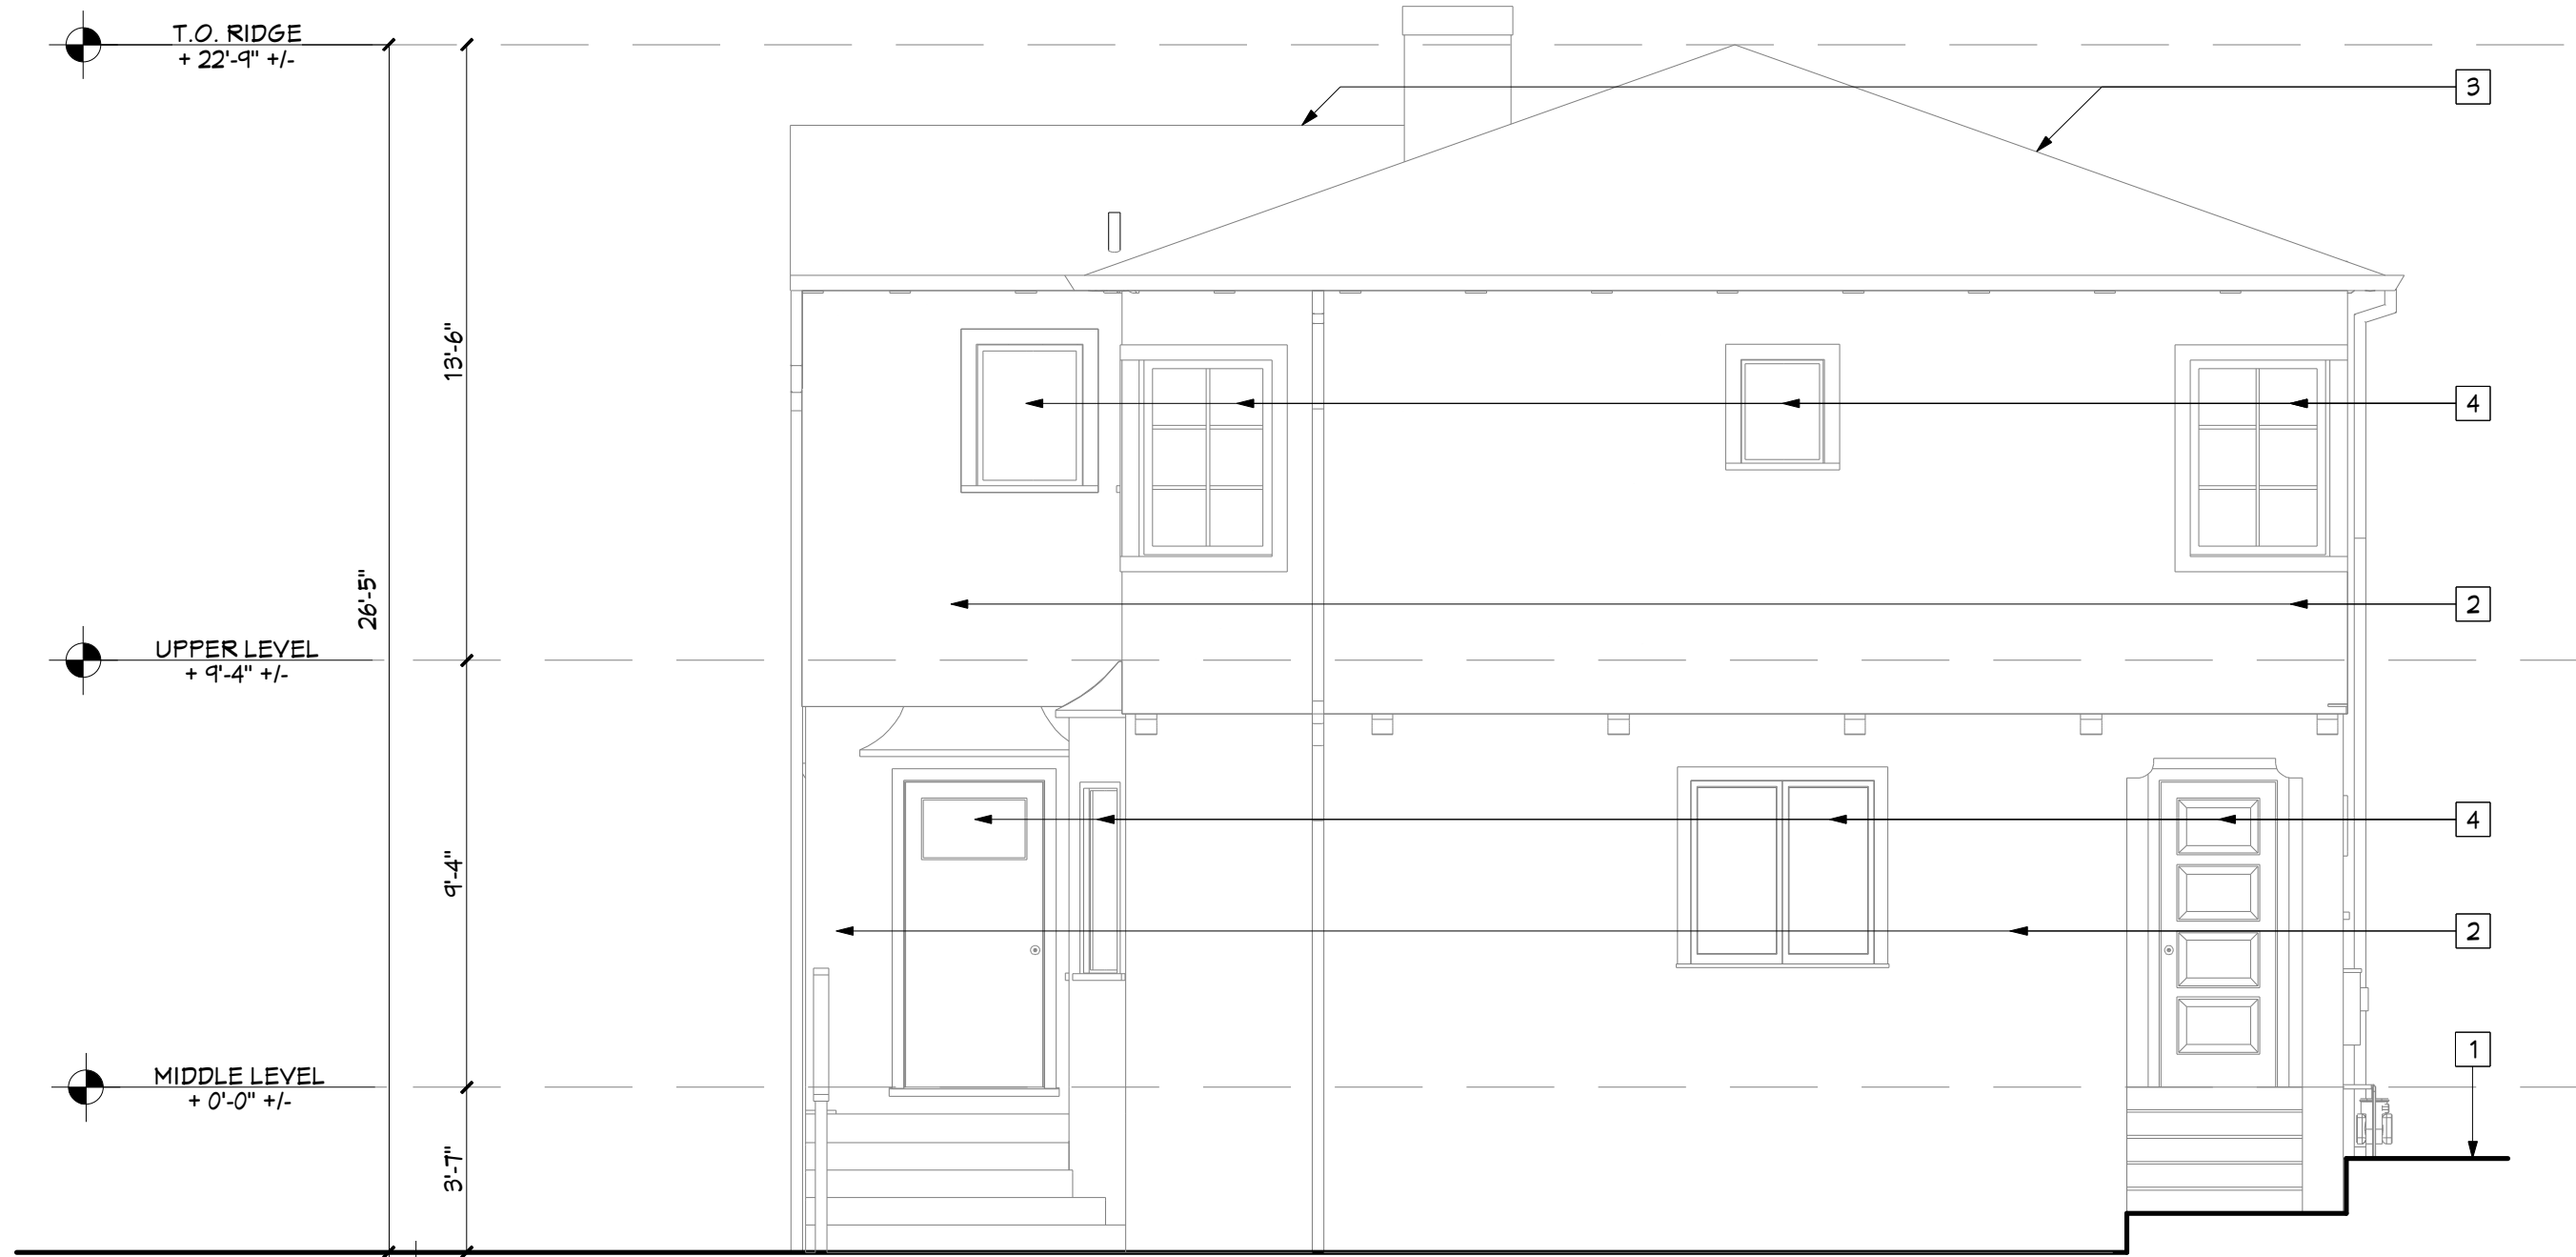 T.O. RIDGE
+ 22'-9" +/-
3
13'-6"
4
26'-5"
2
UPPER LEVEL
+ 9'-4" +/-
4
9'-4"
2
1
MIDDLE LEVEL
+ 0'-0" +/-
3'-7"